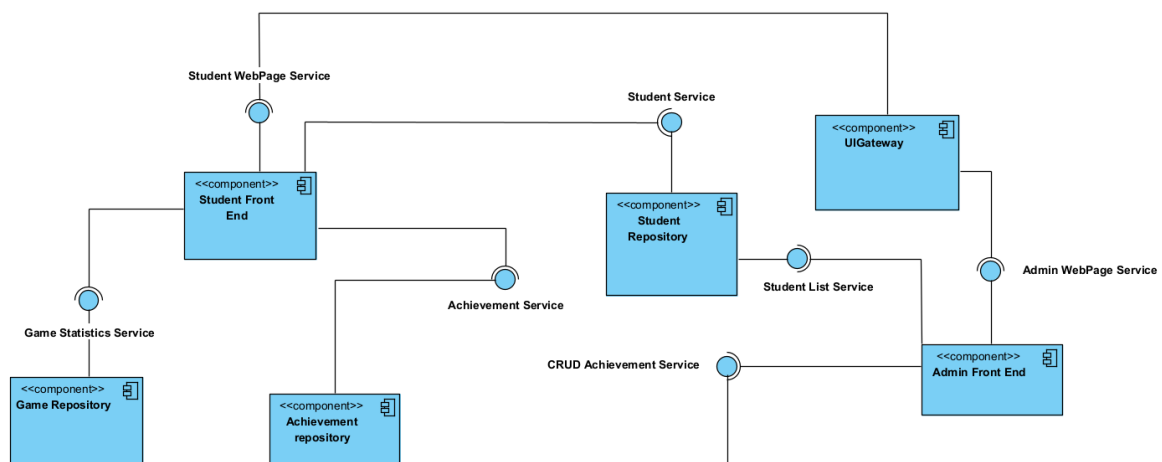 Student WebPage Service
Student Service
<<component>>
UIGateway
<<component>>
Student Front
End
<<component>>
Student
Repository
Admin WebPage Service
Student List Service
Achievement Service
Game Statistics Service
CRUD Achievement Service
<<component>>
Admin Front End
<<component>>
Game Repository
<<component>>
Achievement
repository